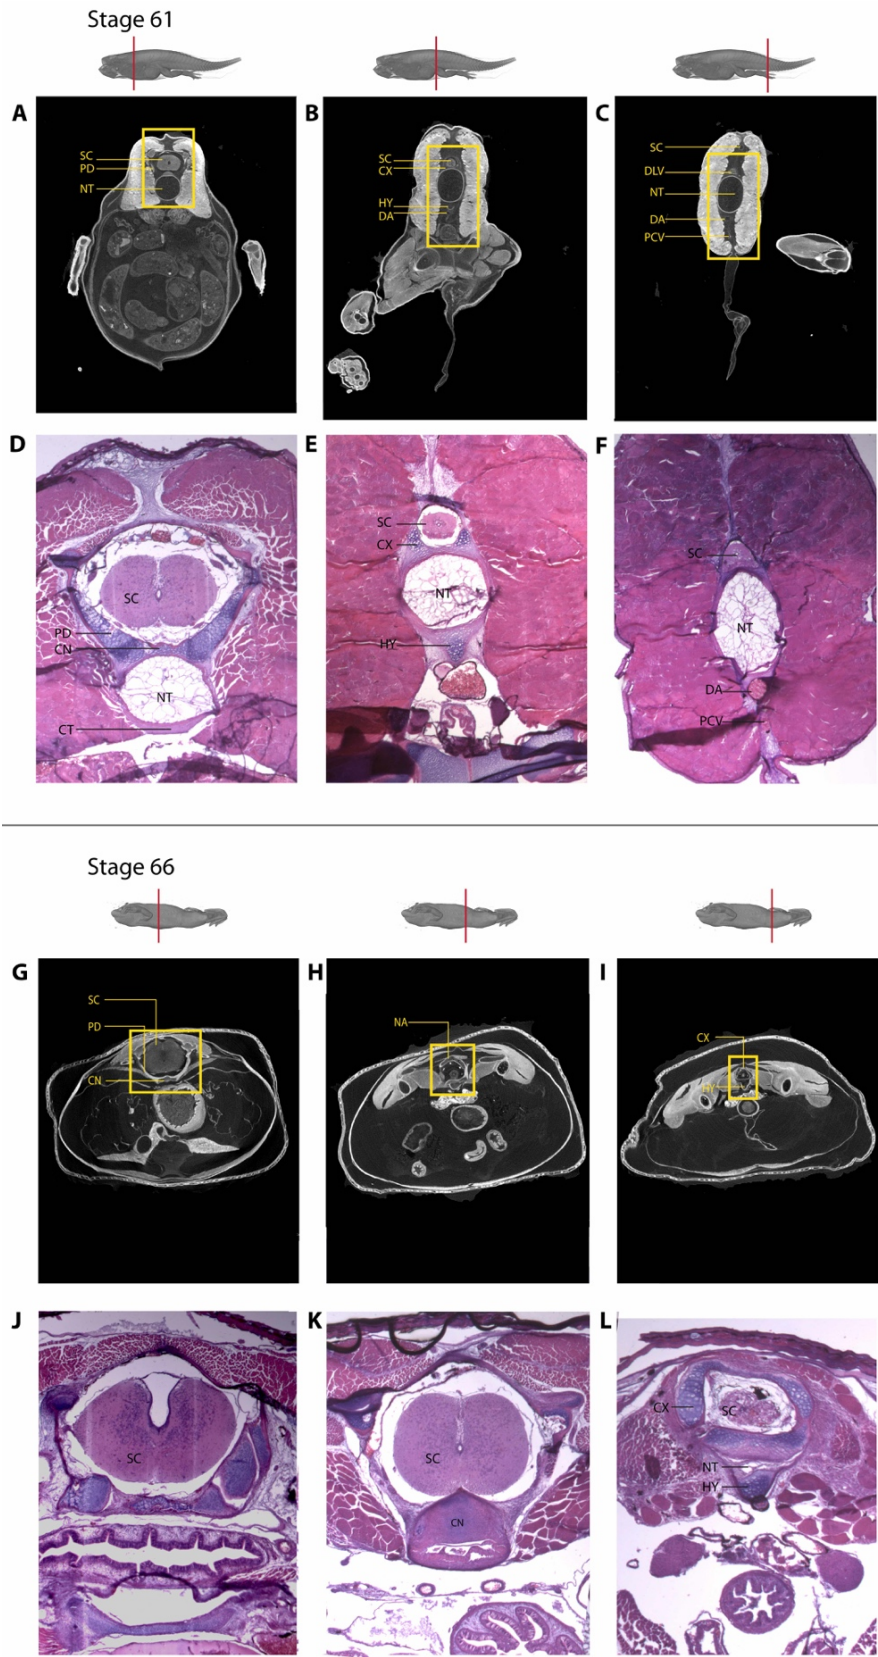 Stage 61
A
B
C
SC
PD
NT
SC
CX
HY
DA
SC
DLV
NT
DA
PCV
D
E
F
SC
PD
CN
NT
CT
SC
CX
NT
HY
SC
NT
DA
PCV
Stage 66
G
H
I
SC
PD
CN
NA
CX
HY
J
K
L
SC
SC
CN
CX
SC
NT
HY